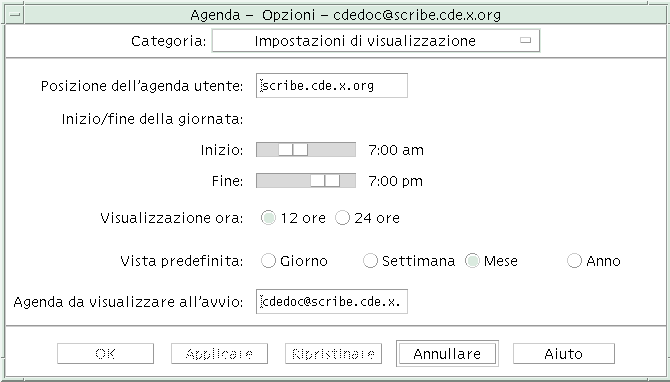 Agenda – Opzioni – cdedoc@scribe.cde.x.org
Categoria: Impostazioni di visualizzazione
Posizione dell'agenda utente: scribe.cde.x.org
Inizio/fine della giornata:
Inizio: 7:00 am
Fine: 7:00 pm
Visualizzazione ora: 12 ore 24 ore
Vista predefinita: Giorno Settimana Mese Anno
Agenda da visualizzare all'avvio: cdedoc@scribe.cde.x.
OK Applicare Ripristinare Annullare Aiuto